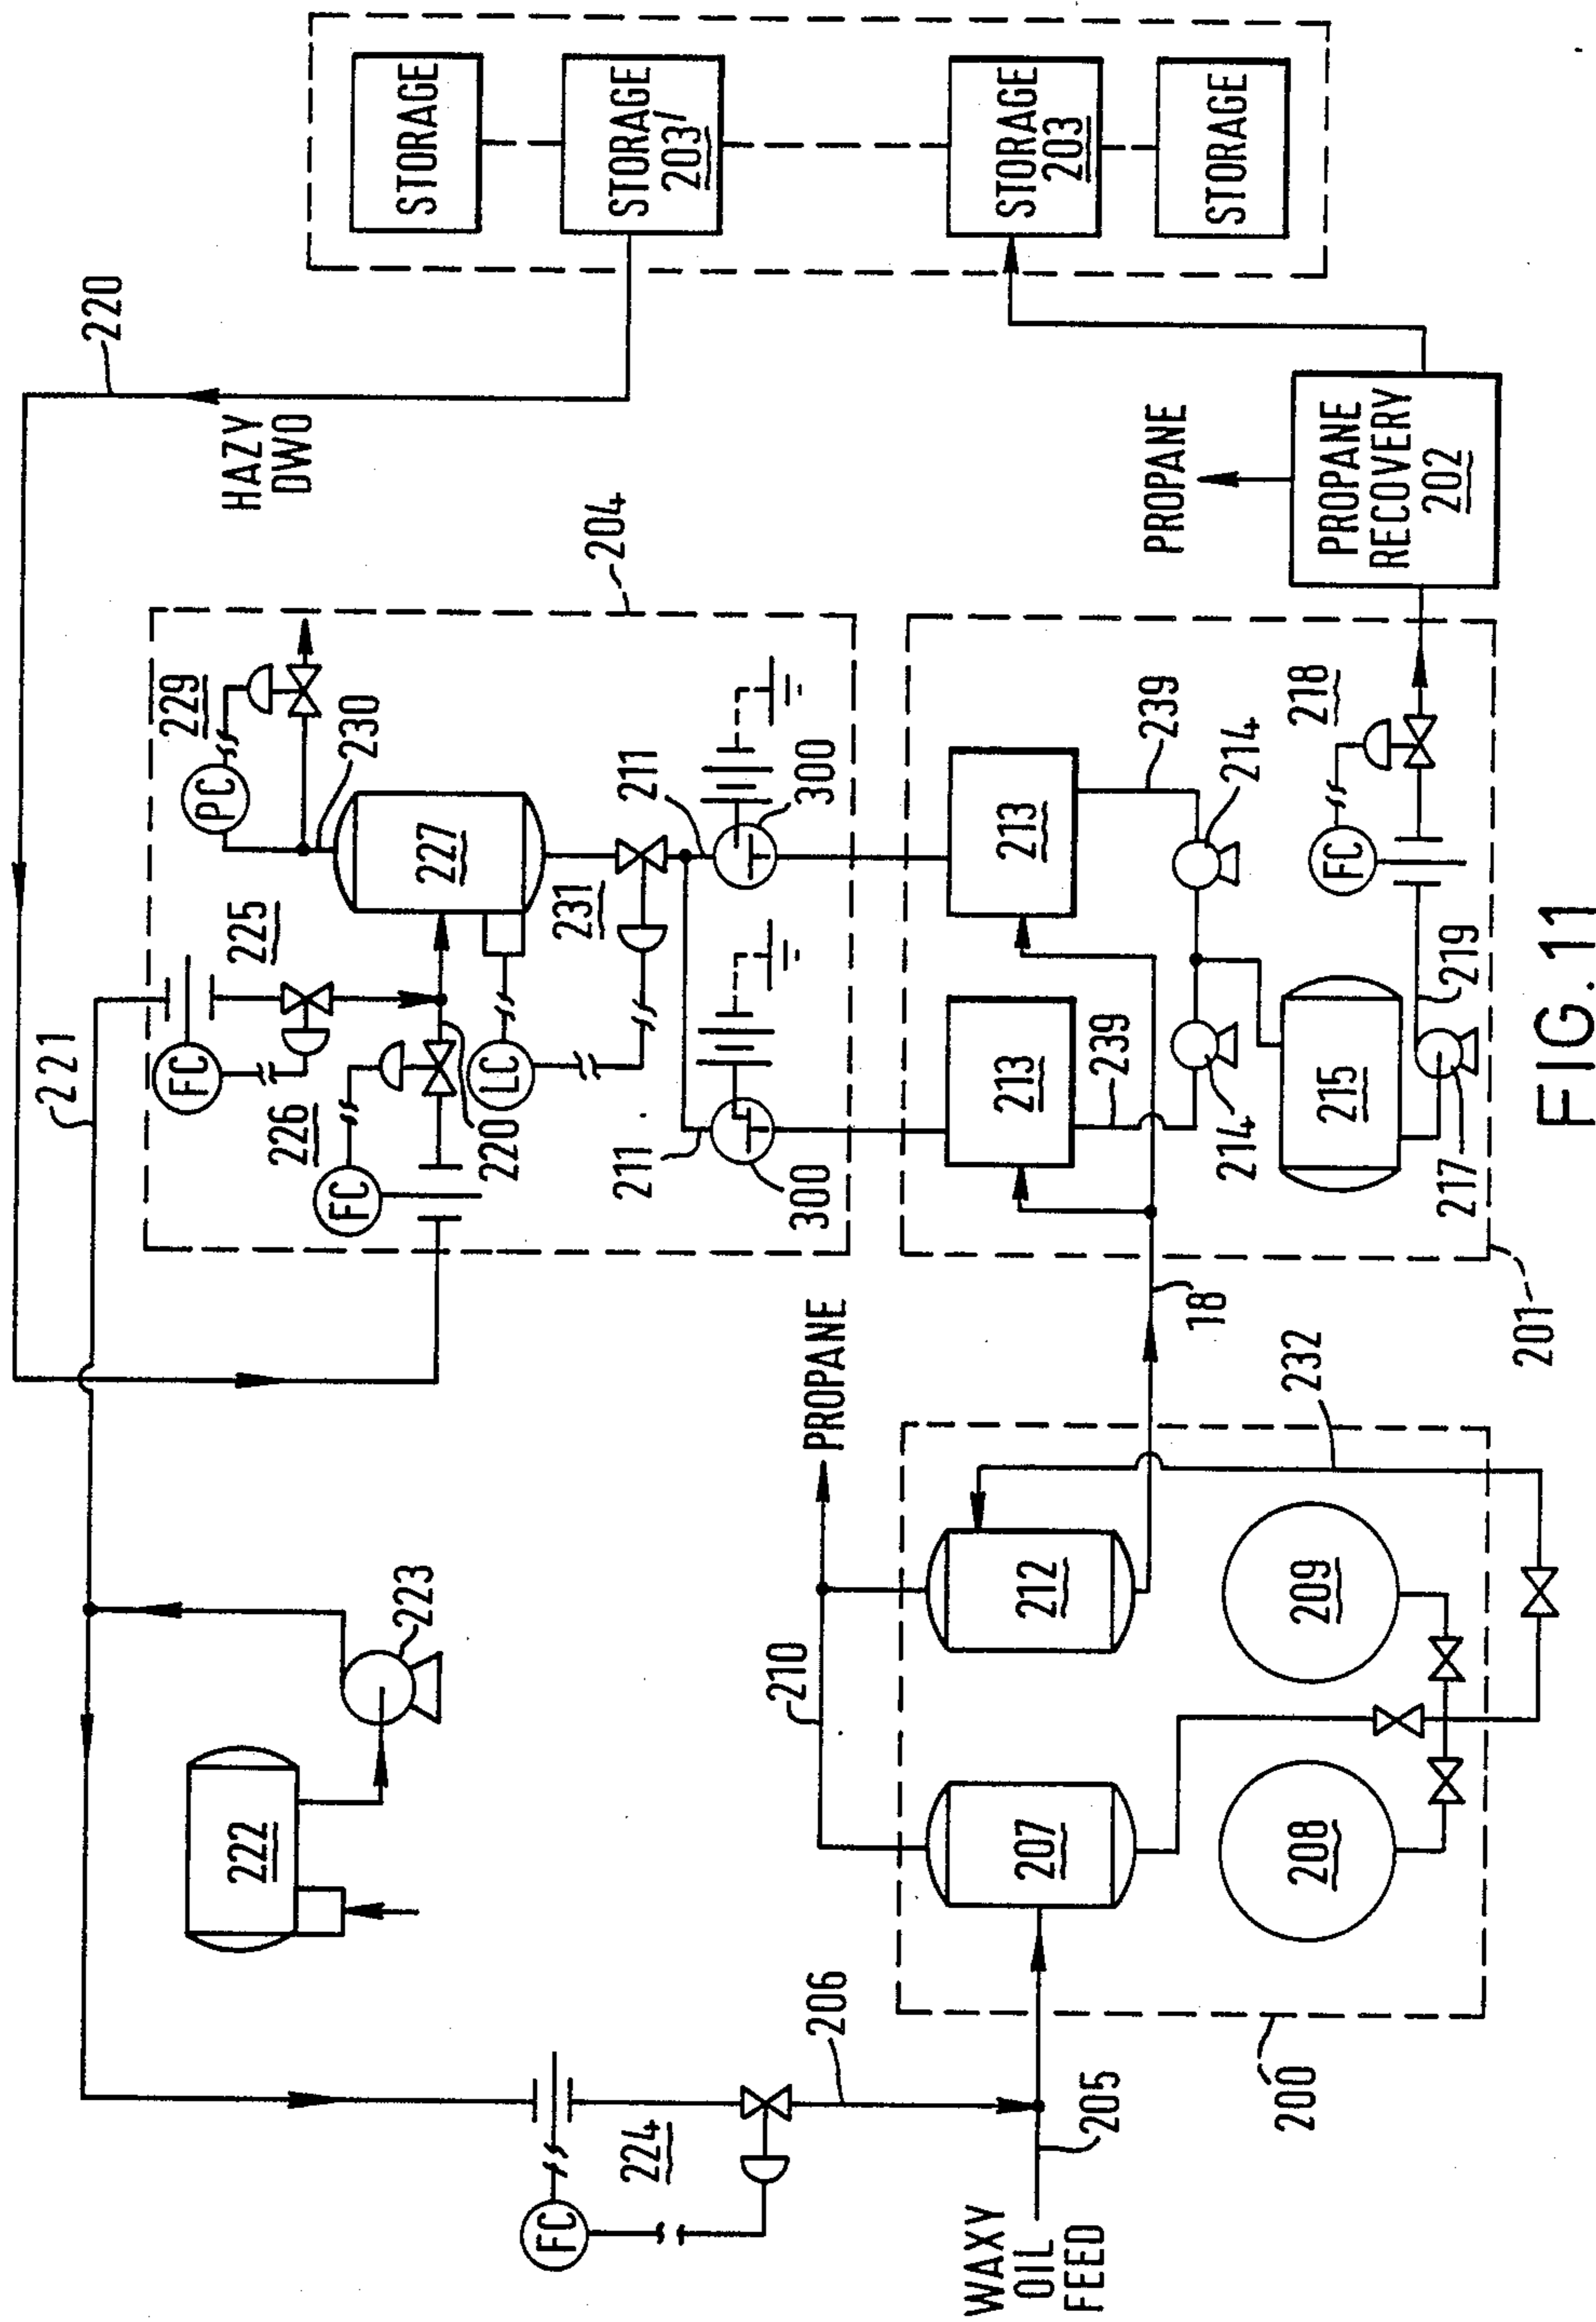 220
HAZY
DWO
STORAGE
STORAGE
203'
STORAGE
203
STORAGE
204
229
PC
230
227
225
221
FC
226
FC
220
LC
231
211
300
211
300
PROPANE
PROPANE
RECOVERY
202
213
239
214
218
FC
213
239
214
215
219
217
201
18
222
223
PROPANE
210
212
232
207
209
208
200
FC
224
206
205
WAXY
OIL
FEED
FIG. 11